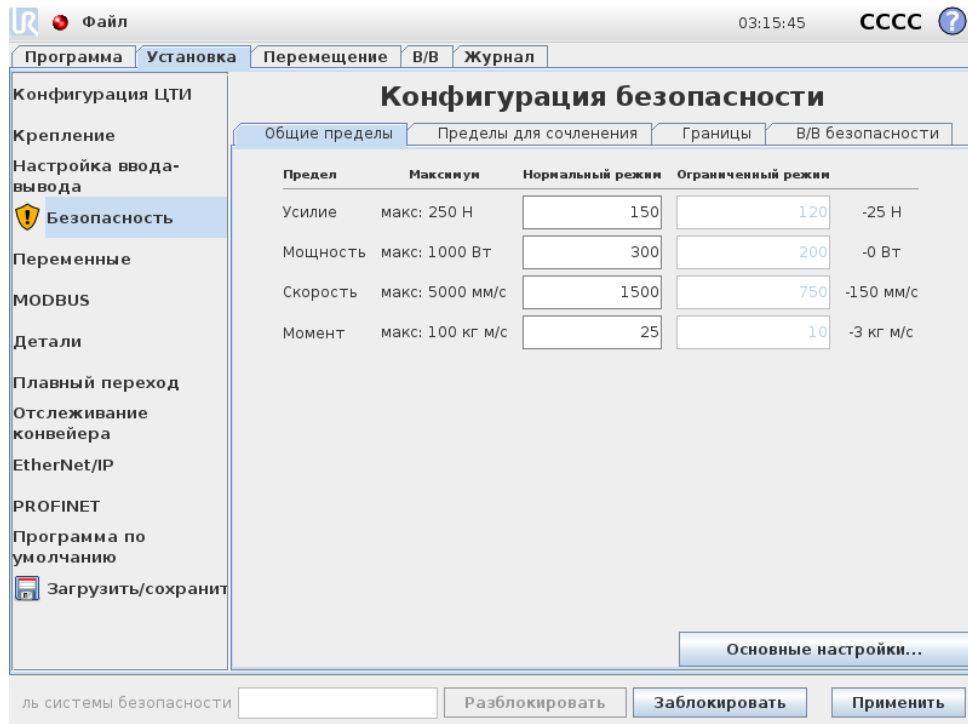 UR Файл 03:15:45 CCCC ?
Программа Установка Перемещение В/В Журнал
Конфигурация ЦТИ
Крепление
Настройка ввода-
вывода
Безопасность
Переменные
MODBUS
Детали
Плавный переход
Отслеживание
конвейера
EtherNet/IP
PROFINET
Программа по
умолчанию
Загрузить/сохранит
Конфигурация безопасности
Общие пределы Пределы для сочленения Границы В/В безопасности
Предел Максимум Нормальный режим Ограниченный режим
Усилие макс: 250 Н 150 120 -25 Н
Мощность макс: 1000 Вт 300 200 -0 Вт
Скорость макс: 5000 мм/с 1500 750 -150 мм/с
Момент макс: 100 кг м/с 25 10 -3 кг м/с
Основные настройки...
ль системы безопасности Разблокировать Заблокировать Применить